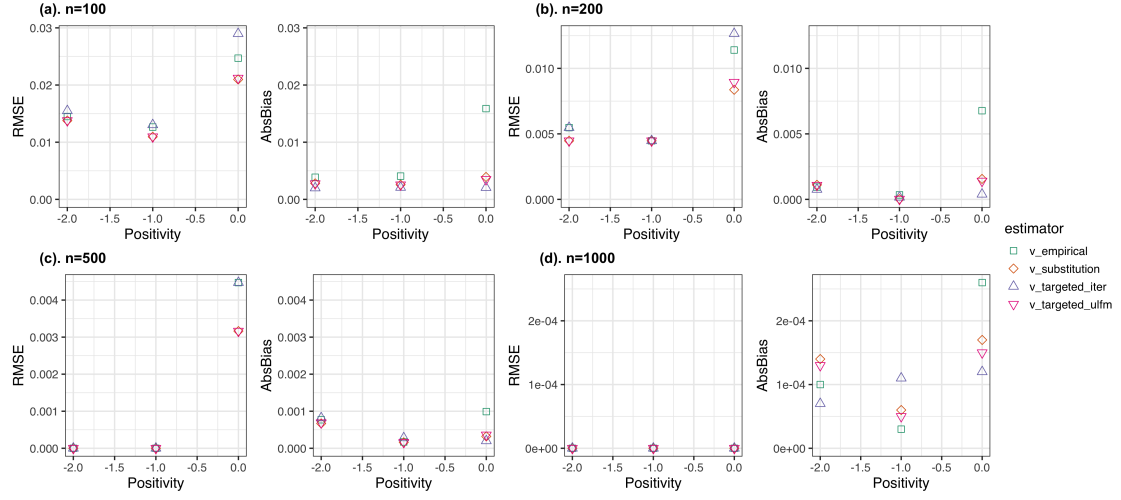 (a). n=100
RMSE
0.03
0.02
0.01
0.00
-2.0 -1.5 -1.0 -0.5 0.0
Positivity
AbsBias
0.03
0.02
0.01
0.00
-2.0 -1.5 -1.0 -0.5 0.0
Positivity
(b). n=200
RMSE
0.010
0.005
0.000
-2.0 -1.5 -1.0 -0.5 0.0
Positivity
AbsBias
0.010
0.005
0.000
-2.0 -1.5 -1.0 -0.5 0.0
Positivity
(c). n=500
RMSE
0.004
0.003
0.002
0.001
0.000
-2.0 -1.5 -1.0 -0.5 0.0
Positivity
AbsBias
0.004
0.003
0.002
0.001
0.000
-2.0 -1.5 -1.0 -0.5 0.0
Positivity
(d). n=1000
RMSE
2e-04
1e-04
0e+00
-2.0 -1.5 -1.0 -0.5 0.0
Positivity
AbsBias
2e-04
1e-04
0e+00
-2.0 -1.5 -1.0 -0.5 0.0
Positivity
estimator
v_empirical
v_substitution
v_targeted_iter
v_targeted_ulfm